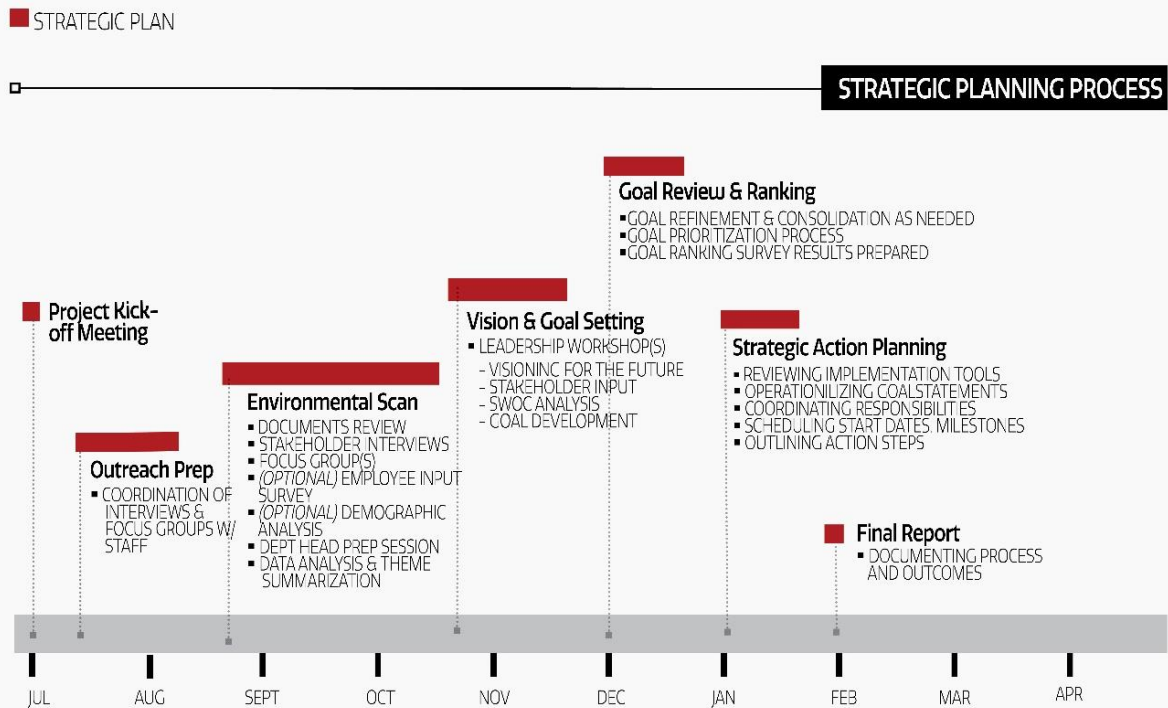 STRATEGIC PLAN
STRATEGIC PLANNING PROCESS
Goal Review & Ranking
▪GOAL REFINEMENT & CONSOLIDATION AS NEEDED
▪GOAL PRIORITIZATION PROCESS
▪GOAL RANKING SURVEY RESULTS PREPARED
Project Kick-
off Meeting
Vision & Goal Setting
▪ LEADERSHIP WORKSHOP(S)
- VISIONINC FOR THE FUTURE
- STAKEHOLDER INPUT
- SWOC ANALYSIS
- COAL DEVELOPMENT
Strategic Action Planning
▪ REVIEWING IMPLEMENTATION TOOLS
▪ OPERATIONILIZING GOALSTATEMENTS
▪ COORDINATING RESPONSIBILITIES
▪ SCHEDULING START DATES. MILESTONES
▪ OUTLINING ACTION STEPS
Environmental Scan
▪ DOCUMENTS REVIEW
▪ STAKEHOLDER INTERVIEWS
▪ FOCUS GROUP(S)
▪ (OPTIONAL) EMPLOYEE INPUT
SURVEY
▪ (OPTIONAL) DEMOGRAPHIC
ANALYSIS
▪ DEPT HEAD PREP SESSION
▪ DATA ANALYSIS & THEME
SUMMARIZATION
Outreach Prep
▪ COORDINATION OF
INTERVIEWS &
FOCUS GROUPS W/
STAFF
Final Report
▪ DOCUMENTING PROCESS
AND OUTCOMES
JUL AUG SEPT OCT NOV DEC JAN FEB MAR APR